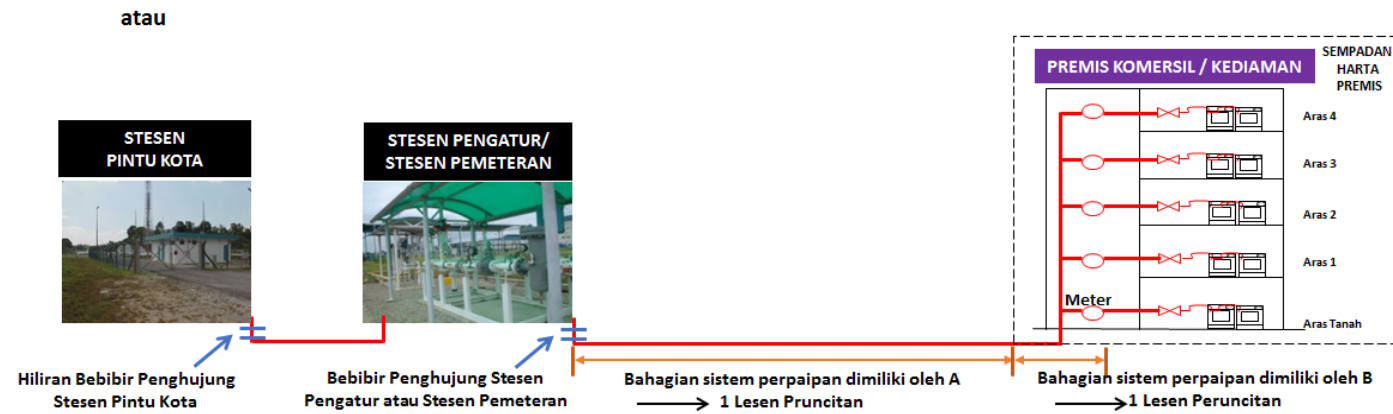 atau
STESEN
PINTU KOTA
STESEN PENGATUR/
STESEN PEMETERAN
PREMIS KOMERSIL / KEDIAMAN
SEMPADAN
HARTA
PREMIS
Aras 4
Aras 3
Aras 2
Aras 1
Meter
Aras Tanah
Hiliran Bebibir Penghujung
Stesen Pintu Kota
Bebibir Penghujung Stesen
Pengatur atau Stesen Pemeteran
Bahagian sistem perpaipan dimiliki oleh A
1 Lesen Pruncitan
Bahagian sistem perpaipan dimiliki oleh B
1 Lesen Peruncitan